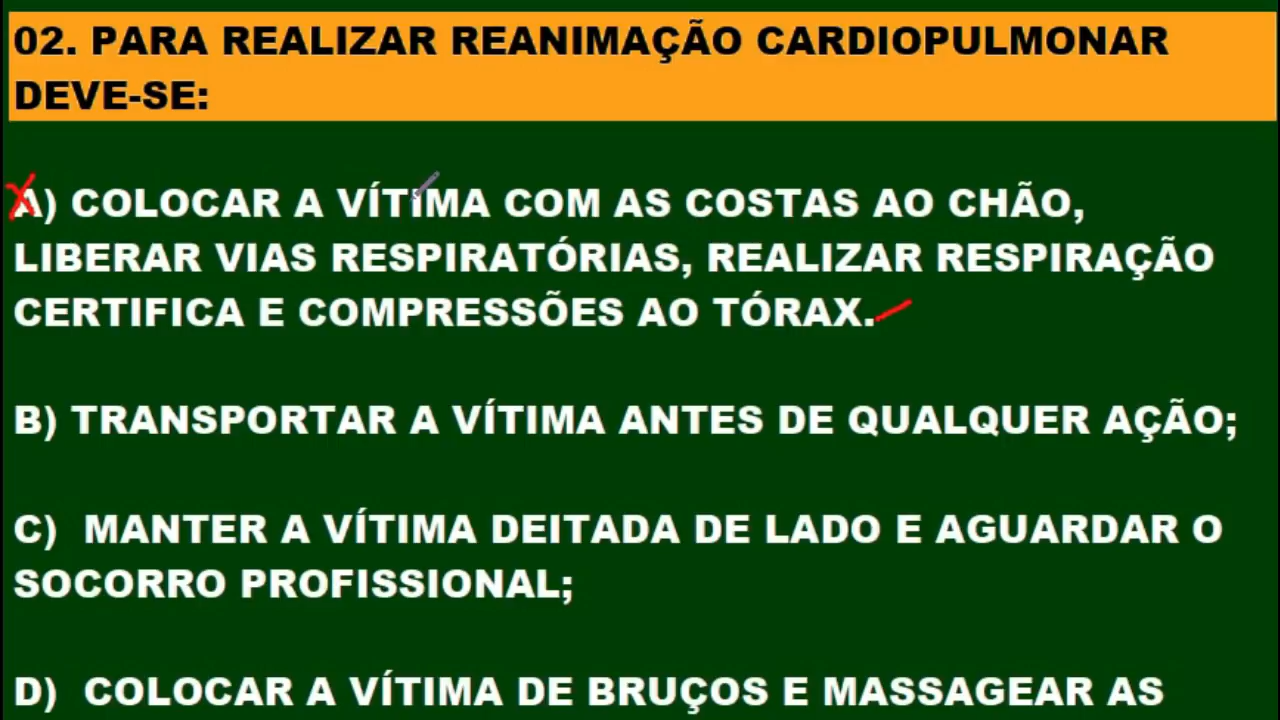 02. PARA REALIZAR REANIMAÇÃO CARDIOPULMONAR
DEVE-SE:
A) COLOCAR A VÍTIMA COM AS COSTAS AO CHÃO,
LIBERAR VIAS RESPIRATÓRIAS, REALIZAR RESPIRAÇÃO
CERTIFICA E COMPRESSÕES AO TÓRAX.
B) TRANSPORTAR A VÍTIMA ANTES DE QUALQUER AÇÃO;
C) MANTER A VÍTIMA DEITADA DE LADO E AGUARDAR O
SOCORRO PROFISSIONAL;
D) COLOCAR A VÍTIMA DE BRUÇOS E MASSAGEAR AS